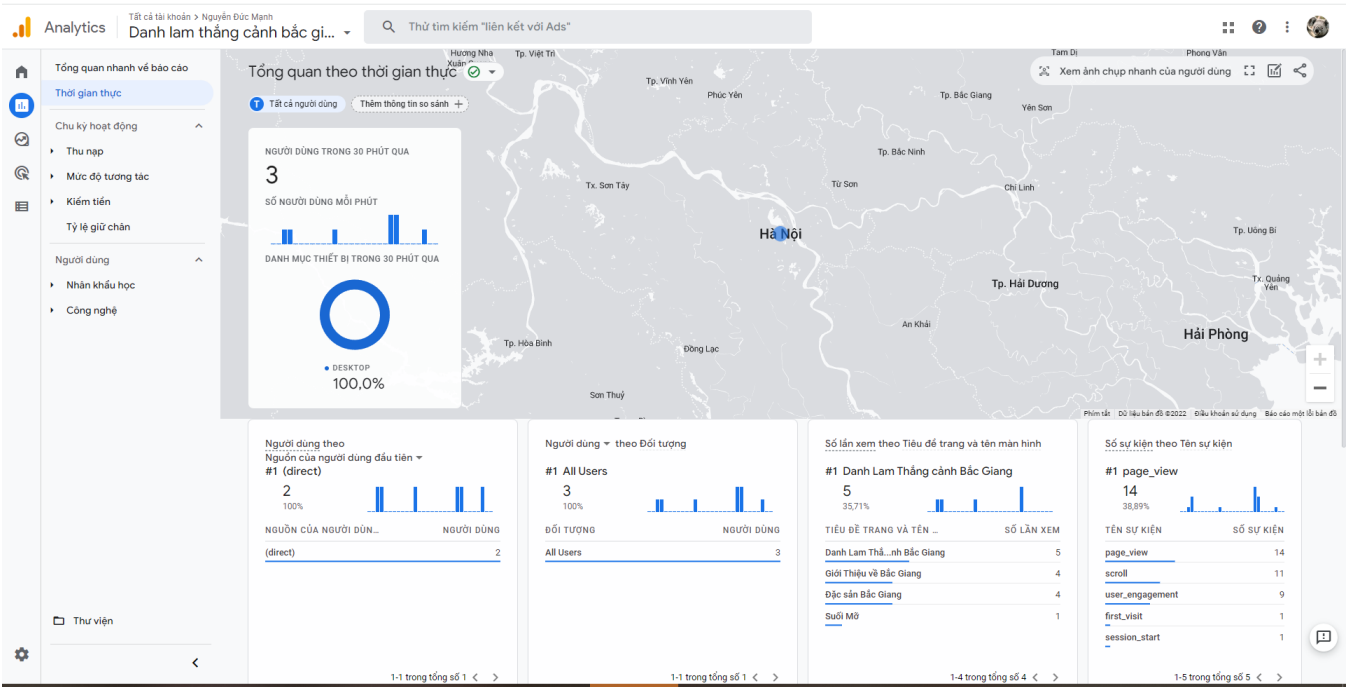 Analytics
Tất cả tài khoản > Nguyễn Đức Mạnh
Danh lam thắng cảnh bắc gi...
Thử tìm kiếm "liên kết với Ads"
Tổng quan nhanh về báo cáo
Thời gian thực
Chu kỳ hoạt động
Thu nạp
Mức độ tương tác
Kiếm tiền
Tỷ lệ giữ chân
Người dùng
Nhân khẩu học
Công nghệ
Thư viện
Tổng quan theo thời gian thực
Xem ảnh chụp nhanh của người dùng
T Tất cả người dùng
Thêm thông tin so sánh +
NGƯỜI DÙNG TRONG 30 PHÚT QUA
3
SỐ NGƯỜI DÙNG MỖI PHÚT
DANH MỤC THIẾT BỊ TRONG 30 PHÚT QUA
DESKTOP
100,0%
Hương Nha
Tp. Việt Trì
Tam Dị
Phong Vân
Tp. Vĩnh Yên
Phúc Yên
Tp. Bắc Giang
Yên Sơn
Tp. Bắc Ninh
Tx. Sơn Tây
Từ Sơn
Chí Linh
Hà Nội
Tp. Uông Bí
Tp. Hải Dương
Tx. Quảng
Yên
An Khải
Hải Phòng
Tp. Hòa Bình
Đồng Lạc
Sơn Thuỷ
Phím tắt
Dữ liệu bản đồ ©2022
Điều khoản sử dụng
Báo cáo một lỗi bản đồ
Người dùng theo
Nguồn của người dùng đầu tiên
#1 (direct)
2
100%
NGUỒN CỦA NGƯỜI DÙN... NGƯỜI DÙNG
(direct) 2
1-1 trong tổng số 1
Người dùng theo Đối tượng
#1 All Users
3
100%
ĐỐI TƯỢNG NGƯỜI DÙNG
All Users 3
1-1 trong tổng số 1
Số lần xem theo Tiêu đề trang và tên màn hình
#1 Danh Lam Thắng cảnh Bắc Giang
5
35,71%
TIÊU ĐỀ TRANG VÀ TÊN ... SỐ LẦN XEM
Danh Lam Thắ...nh Bắc Giang 5
Giới Thiệu về Bắc Giang 4
Đặc sản Bắc Giang 4
Suối Mỡ 1
1-4 trong tổng số 4
Số sự kiện theo Tên sự kiện
#1 page_view
14
38,89%
TÊN SỰ KIỆN SỐ SỰ KIỆN
page_view 14
scroll 11
user_engagement 9
first_visit 1
session_start 1
1-5 trong tổng số 5